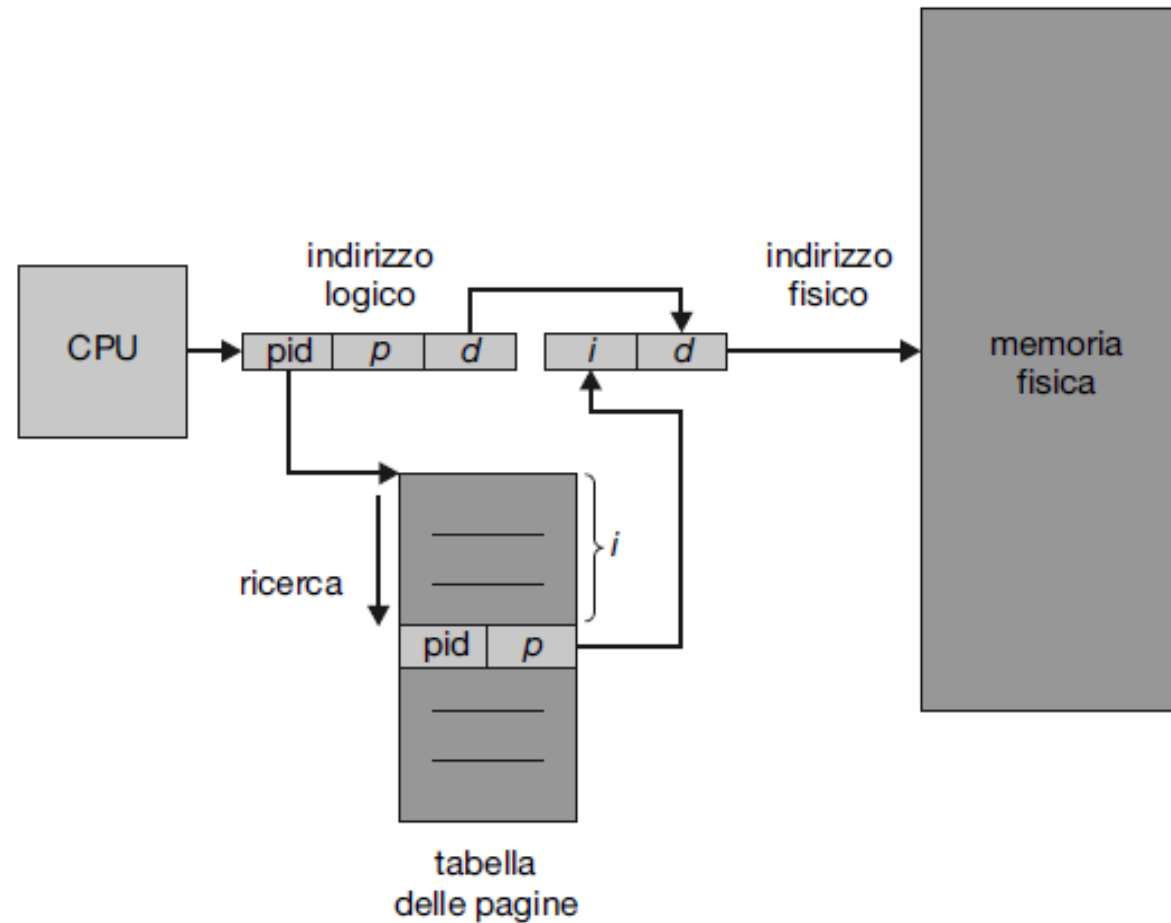 indirizzo
logico
indirizzo
fisico
CPU
pid p d
i d
memoria
fisica
ricerca
i
pid p
tabella
delle pagine